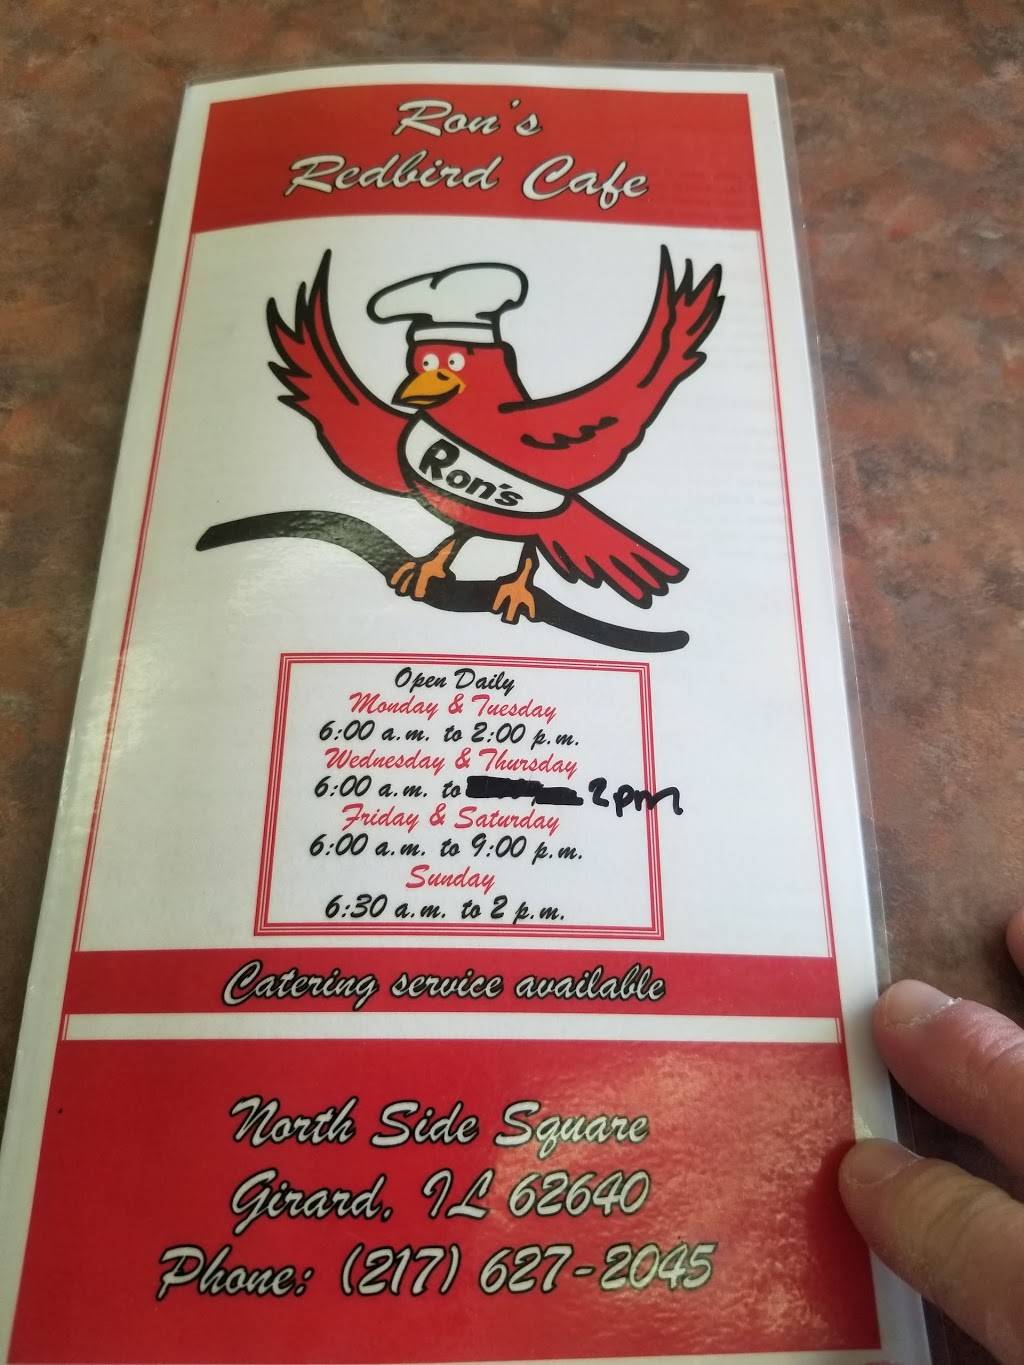 Ron's
Redbird Cafe
Ron's
Open Daily
Monday & Tuesday
6:00 a.m. to 2:00 p.m.
Wednesday & Thursday
6:00 a.m. to 2pm
Friday & Saturday
6:00 a.m. to 9:00 p.m.
Sunday
6:30 a.m. to 2 p.m.
Catering service available
North Side Square
Girard, IL 62640
Phone: (217) 627-2045